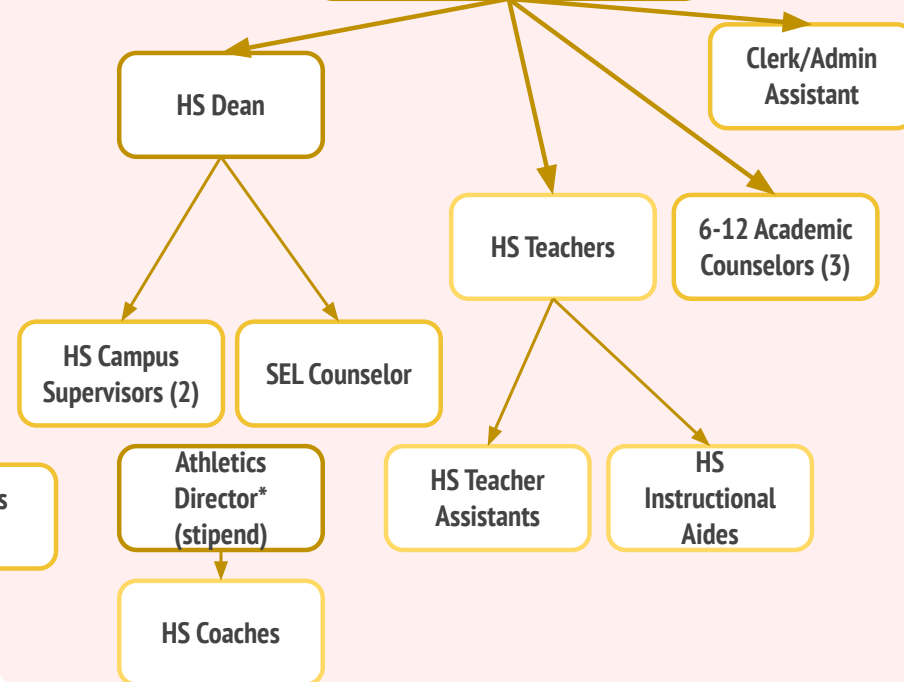 Clerk/Admin
Assistant
HS Dean
HS Teachers
6-12 Academic
Counselors (3)
HS Campus
Supervisors (2)
SEL Counselor
Athletics
Director*
(stipend)
HS Teacher
Assistants
HS
Instructional
Aides
HS Coaches